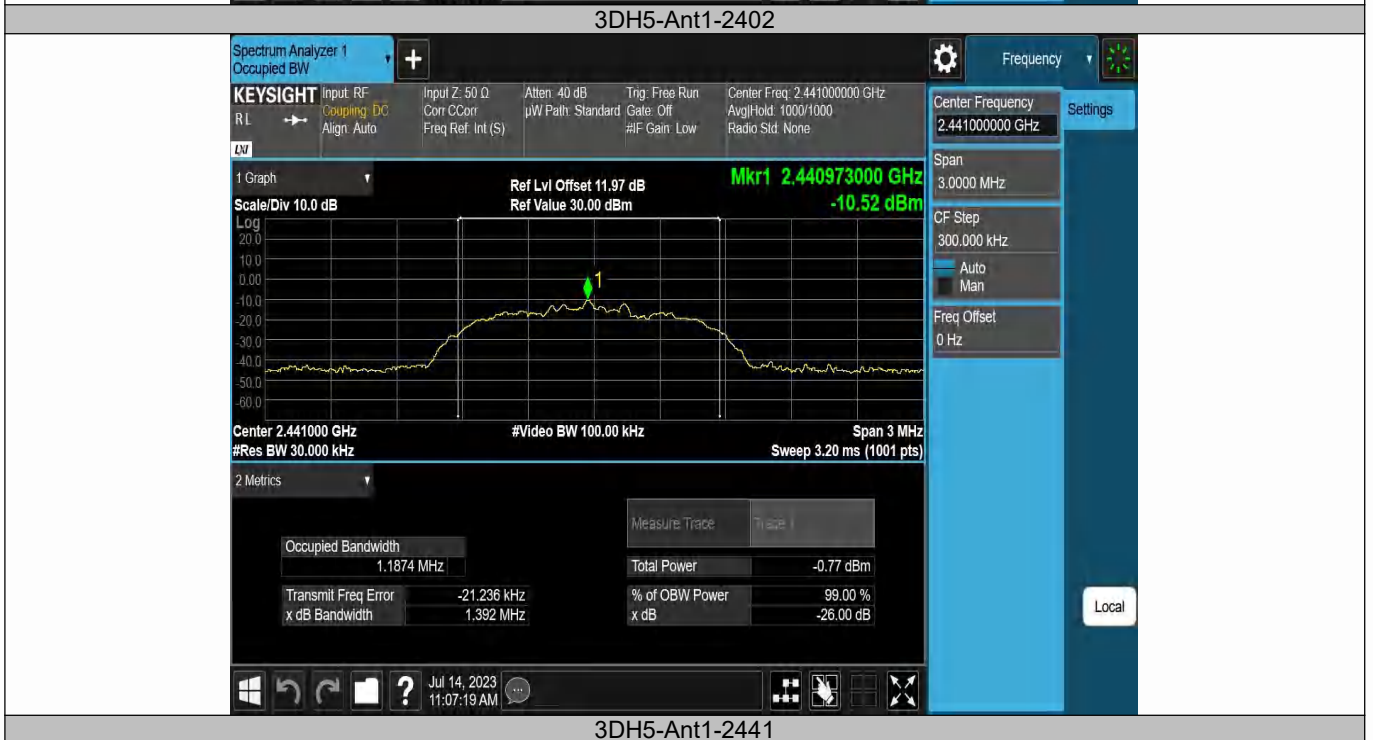 3DH5-Ant1-2402
Spectrum Analyzer 1
Occupied BW
+
Frequency
KEYSIGHT
RL
LXI
Input: RF
Coupling: DC
Align: Auto
Input Z: 50 Ω
Corr CCorr
Freq Ref: Int (S)
Atten: 40 dB
µW Path: Standard
Trig: Free Run
Gate: Off
#IF Gain: Low
Center Freq: 2.441000000 GHz
Avg|Hold: 1000/1000
Radio Std: None
Center Frequency
2.441000000 GHz
Settings
Span
3.0000 MHz
CF Step
300.000 kHz
Auto
Man
Freq Offset
0 Hz
1 Graph
Scale/Div 10.0 dB
Ref Lvl Offset 11.97 dB
Ref Value 30.00 dBm
Mkr1 2.440973000 GHz
-10.52 dBm
Log
20.0
10.0
0.00
-10.0
-20.0
-30.0
-40.0
-50.0
-60.0
1
Center 2.441000 GHz
#Res BW 30.000 kHz
#Video BW 100.00 kHz
Span 3 MHz
Sweep 3.20 ms (1001 pts)
2 Metrics
Measure Trace Trace 1
Occupied Bandwidth
1.1874 MHz
Total Power -0.77 dBm
Transmit Freq Error -21.236 kHz
% of OBW Power 99.00 %
x dB Bandwidth 1.392 MHz
x dB -26.00 dB
Local
?
Jul 14, 2023
11:07:19 AM
3DH5-Ant1-2441